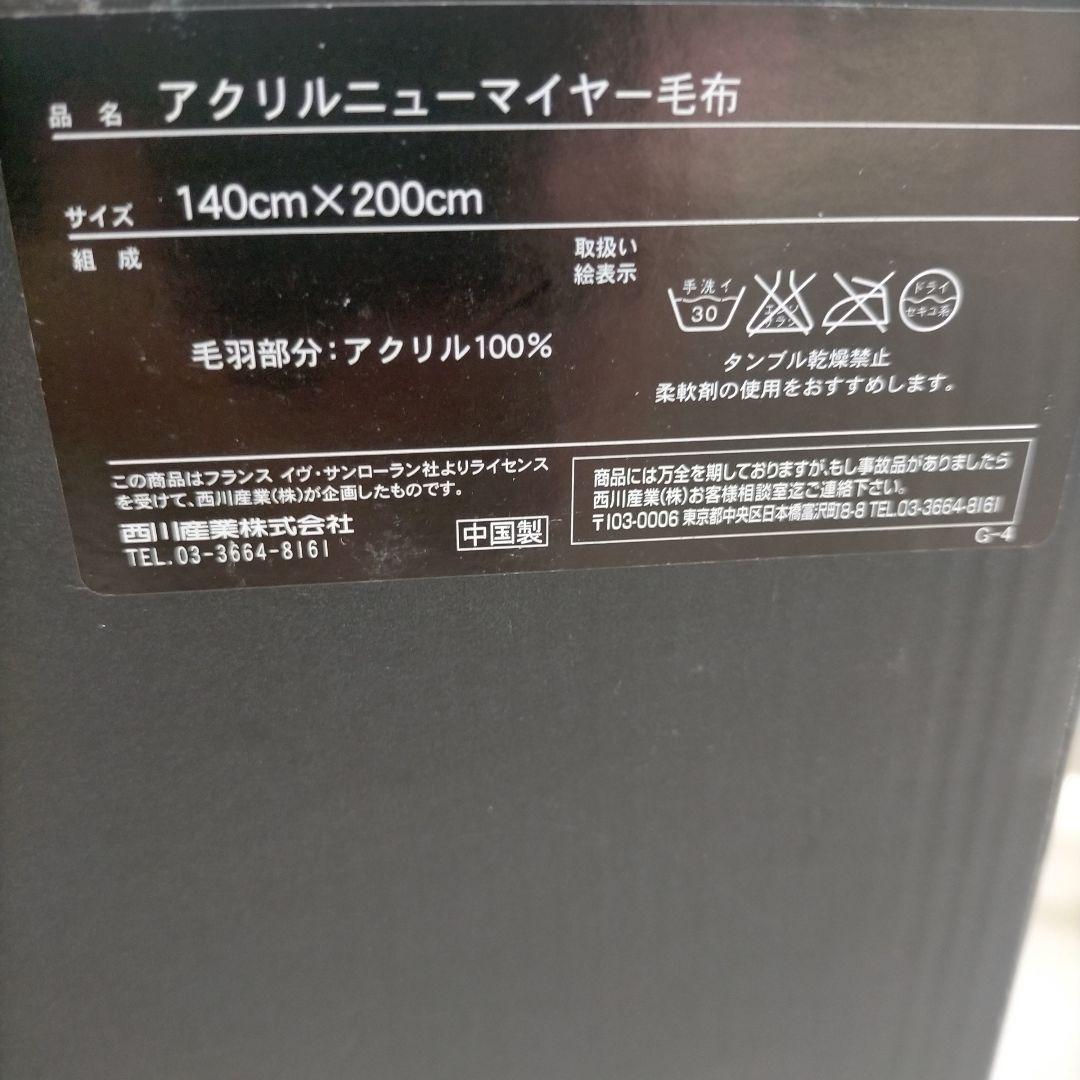 品名 アクリルニューマイヤー毛布
サイズ 140cm×200cm
組成
毛羽部分:アクリル100%
取扱い
絵表示
手洗イ
30
エンソ
サラシ
ドライ
セキユ系
タンブル乾燥禁止
柔軟剤の使用をおすすめします。
この商品はフランス イヴ・サンローラン社よりライセンス
を受けて、西川産業(株)が企画したものです。
西川産業株式会社
TEL.03-3664-8161
中国製
商品には万全を期しておりますが、もし事故品がありましたら
西川産業(株)お客様相談室迄ご連絡下さい。
〒103-0006 東京都中央区日本橋富沢町8-8 TEL.03-3664-8161
G-4